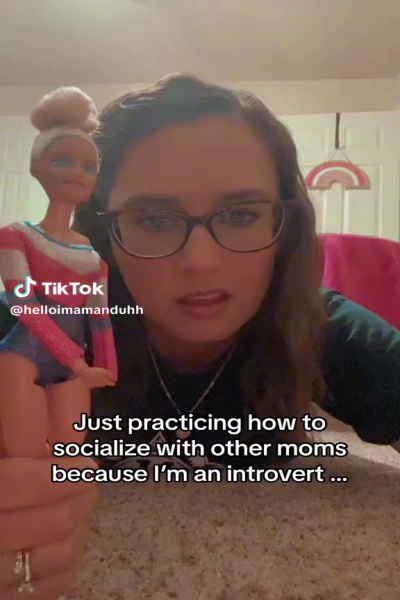 TikTok
@helloimamanduhh
Just practicing how to
socialize with other moms
because I'm an introvert ...